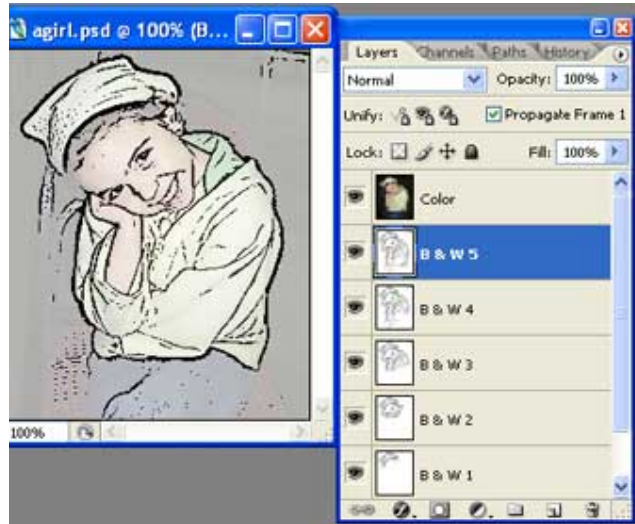 agirl.psd @ 100% (B...
100%
Layers Channels Paths History
Normal Opacity: 100%
Unify: Propagate Frame 1
Lock: Fill: 100%
Color
B & W 5
B & W 4
B & W 3
B & W 2
B & W 1